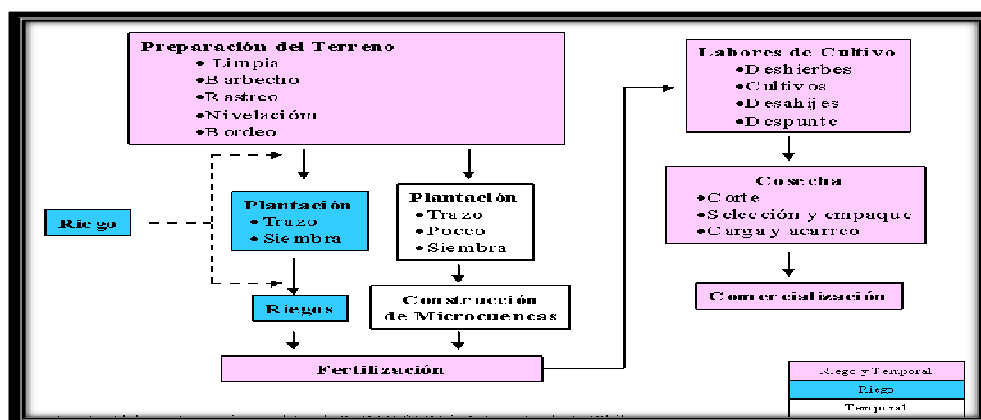 Preparación del Terreno
•Limpia
•Barbecho
•Rastreo
•Nivelación
•Bordeo
Riego
Plantación
• Trazo
• Siembra
Riegos
Plantación
• Trazo
• Poceo
• Siembra
Construcción
de Microcuencas
Fertilización
Labores de Cultivo
•Deshierbes
•Cultivos
•Desahijes
•Despunte
Cosecha
•Corte
•Selección y empaque
•Carga y acarreo
Comercialización
Riego y Temporal
Riego
Temporal